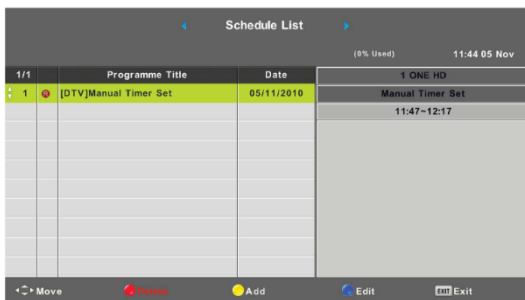 Schedule List
(0% Used) 11:44 05 Nov
1/1 Programme Title Date 1 ONE HD
1 [DTV]Manual Timer Set 05/11/2010 Manual Timer Set
11:47~12:17
Move Delete Add Edit EXIT Exit